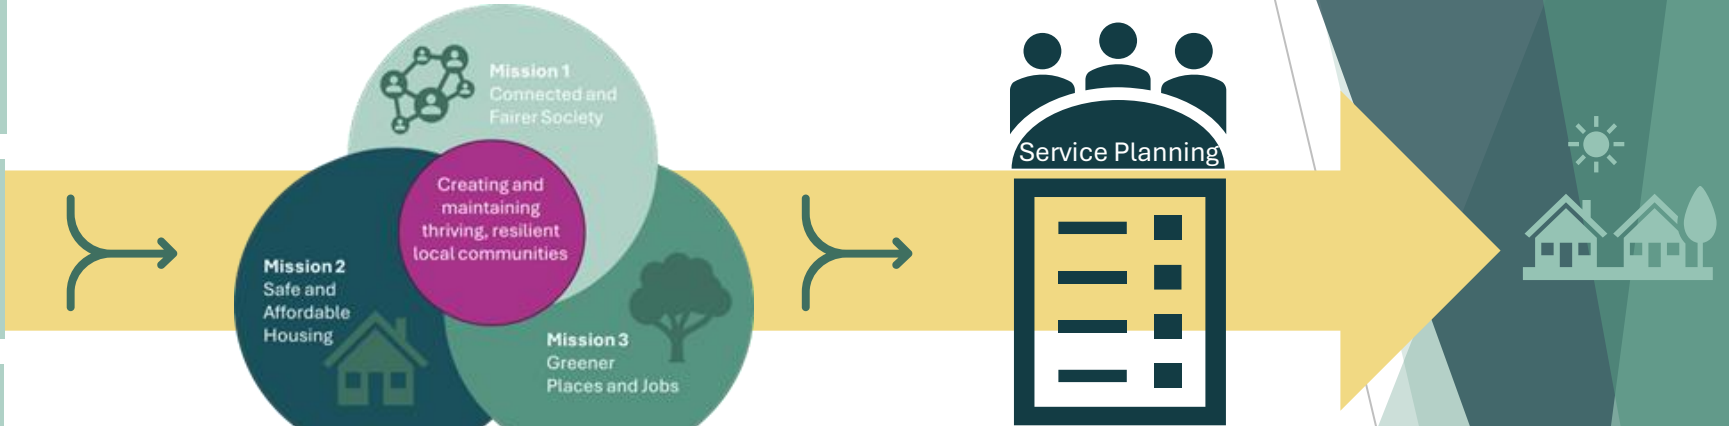 Mission 1
Connected and
Fairer Society
Creating and
maintaining
thriving, resilient
local communities
Mission 2
Safe and
Affordable
Housing
Mission 3
Greener
Places and Jobs
Service Planning